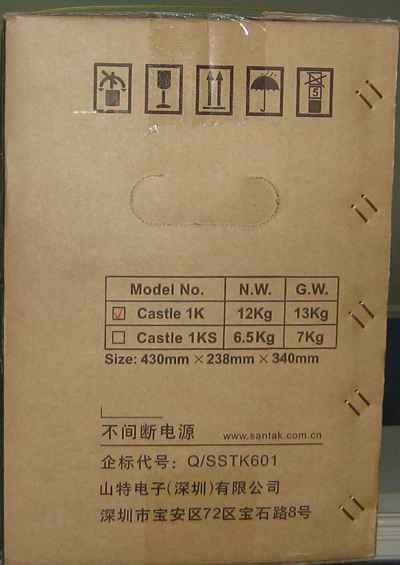 5
Model No. N.W. G.W.
Castle 1K 12Kg 13Kg
Castle 1KS 6.5Kg 7Kg
Size: 430mm × 238mm × 340mm
不间断电源 www.santak.com.cn
企标代号: Q/SSTK601
山特电子(深圳)有限公司
深圳市宝安区72区宝石路8号